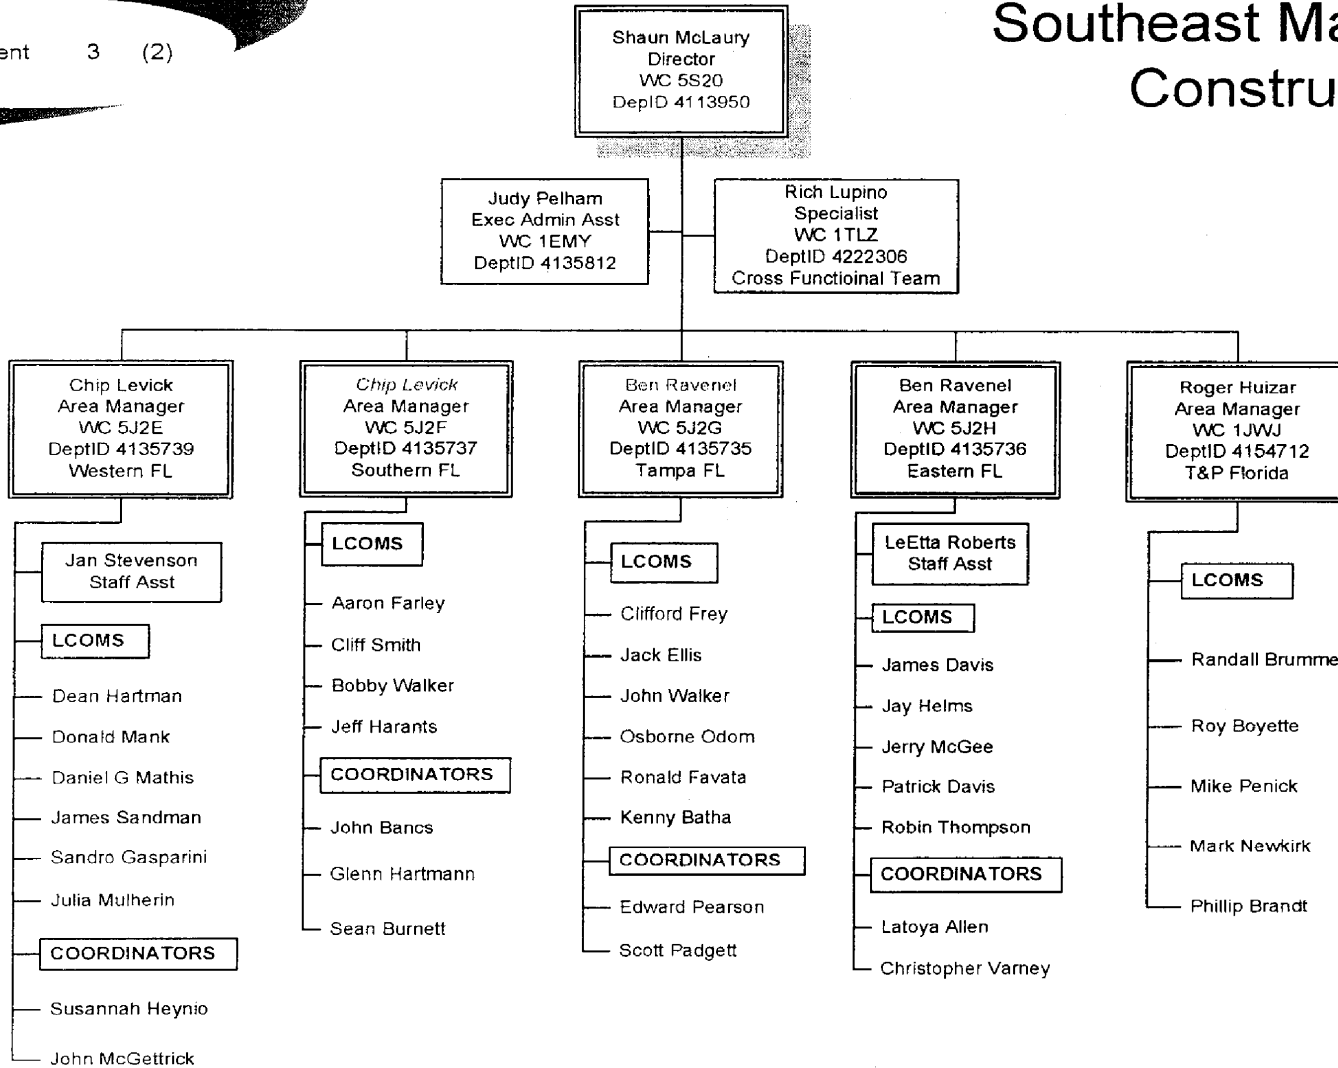 ent 3 (2)
Southeast Ma
Constru
Shaun McLaury
Director
WC 5S20
DepID 4113950
Judy Pelham
Exec Admin Asst
WC 1EMY
DeptID 4135812
Rich Lupino
Specialist
WC 1TLZ
DeptID 4222306
Cross Functioinal Team
Chip Levick
Area Manager
WC 5J2E
DeptID 4135739
Western FL
Jan Stevenson
Staff Asst
LCOMS
Dean Hartman
Donald Mank
Daniel G Mathis
James Sandman
Sandro Gasparini
Julia Mulherin
COORDINATORS
Susannah Heynio
John McGettrick
Chip Levick
Area Manager
WC 5J2F
DeptID 4135737
Southern FL
LCOMS
Aaron Farley
Cliff Smith
Bobby Walker
Jeff Harants
COORDINATORS
John Bancs
Glenn Hartmann
Sean Burnett
Ben Ravenel
Area Manager
WC 5J2G
DeptID 4135735
Tampa FL
LCOMS
Clifford Frey
Jack Ellis
John Walker
Osborne Odom
Ronald Favata
Kenny Batha
COORDINATORS
Edward Pearson
Scott Padgett
Ben Ravenel
Area Manager
WC 5J2H
DeptID 4135736
Eastern FL
LeEtta Roberts
Staff Asst
LCOMS
James Davis
Jay Helms
Jerry McGee
Patrick Davis
Robin Thompson
COORDINATORS
Latoya Allen
Christopher Varney
Roger Huizar
Area Manager
WC 1JWJ
DeptID 4154712
T&P Florida
LCOMS
Randall Brumme
Roy Boyette
Mike Penick
Mark Newkirk
Phillip Brandt